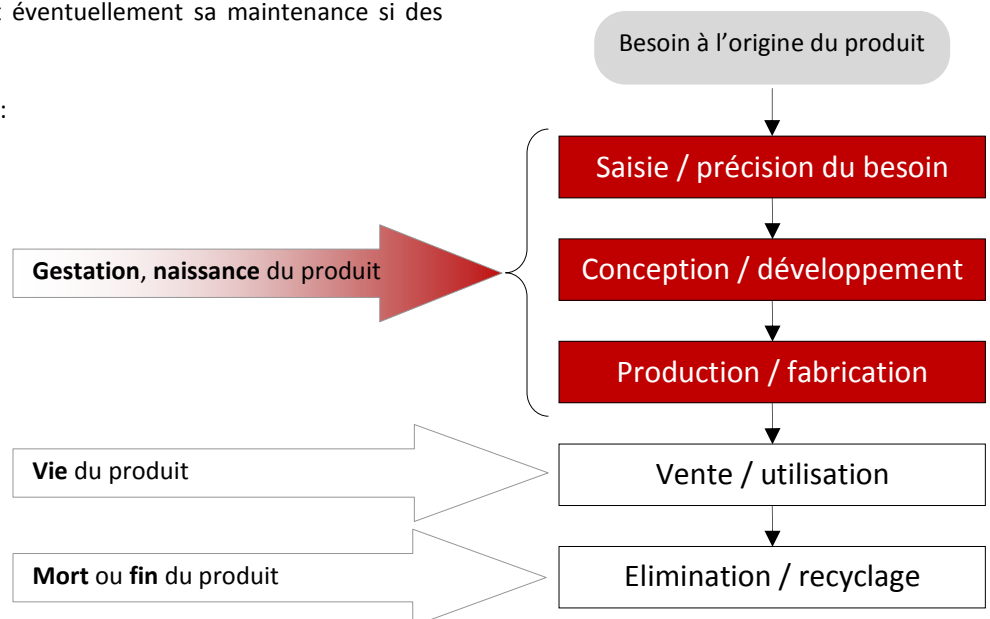 éventuellement sa maintenance si des
:
Besoin à l’origine du produit
Saisie / précision du besoin
Conception / développement
Production / fabrication
Gestation, naissance du produit
Vente / utilisation
Vie du produit
Elimination / recyclage
Mort ou fin du produit